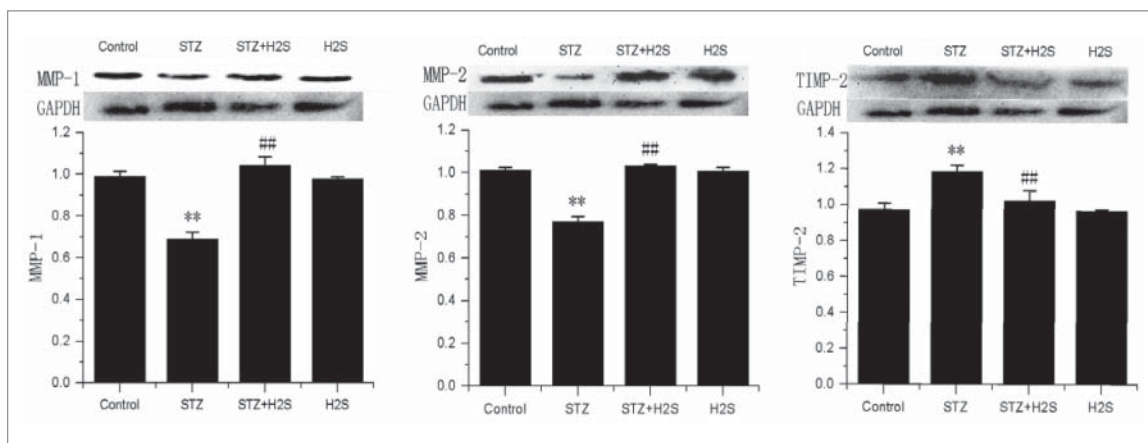 Control STZ STZ+H2S H2S
MMP-1
GAPDH
1.2
1.0
0.8
0.6
0.4
0.2
0.0
##
**
MMP-1
Control STZ STZ+H2S H2S
Control STZ STZ+H2S H2S
MMP-2
GAPDH
1.2
1.0
0.8
0.6
0.4
0.2
0.0
##
**
MMP-2
Control STZ STZ+H2S H2S
Control STZ STZ+H2S H2S
TIMP-2
GAPDH
1.4
1.2
1.0
0.8
0.6
0.4
0.2
0.0
**
##
TIMP-2
Control STZ STZ+H2S H2S